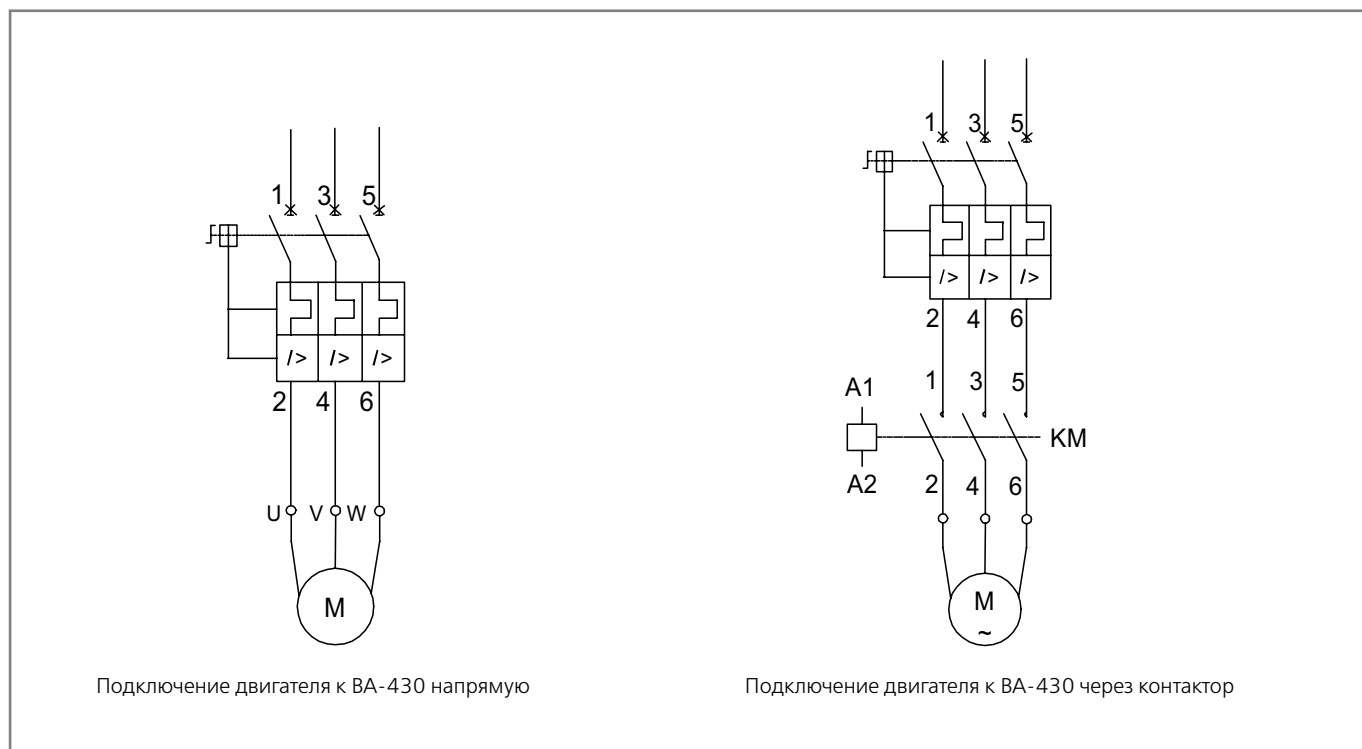 1 3 5
I> I> I>
2 4 6
U V W
M
Подключение двигателя к ВА-430 напрямую
1 3 5
I> I> I>
2 4 6
1 3 5
A1
KM
A2
2 4 6
M
~
Подключение двигателя к ВА-430 через контактор